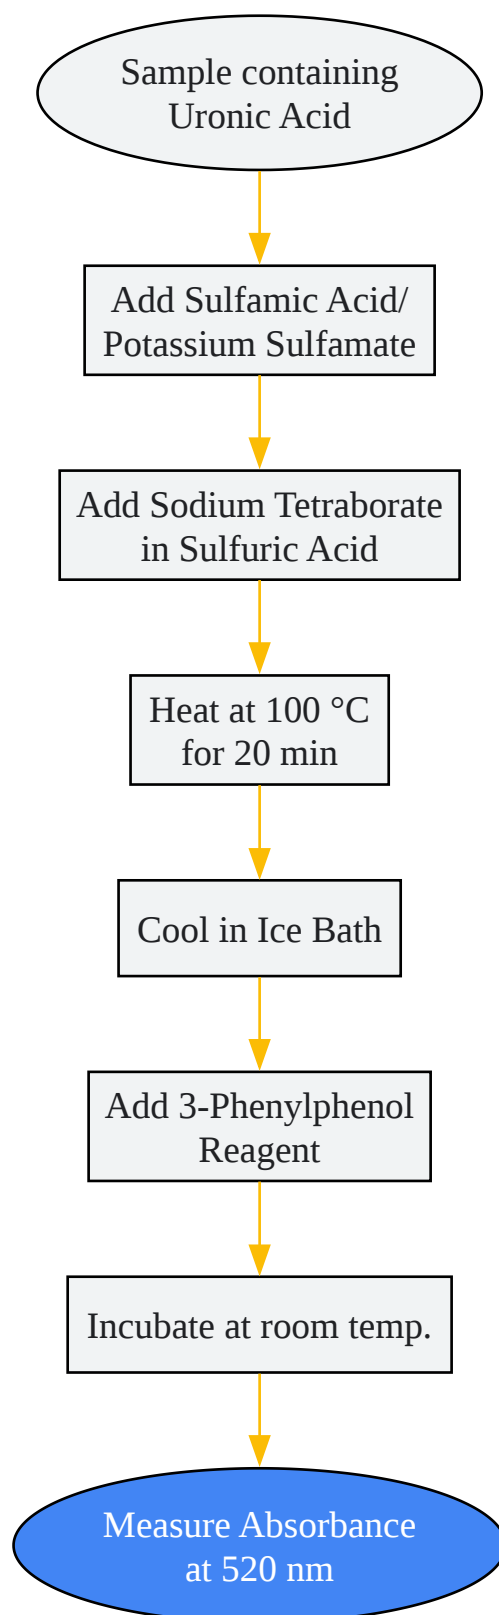 Sample containing
Uronic Acid
Add Sulfamic Acid/
Potassium Sulfamate
Add Sodium Tetraborate
in Sulfuric Acid
Heat at 100 °C
for 20 min
Cool in Ice Bath
Add 3-Phenylphenol
Reagent
Incubate at room temp.
Measure Absorbance
at 520 nm